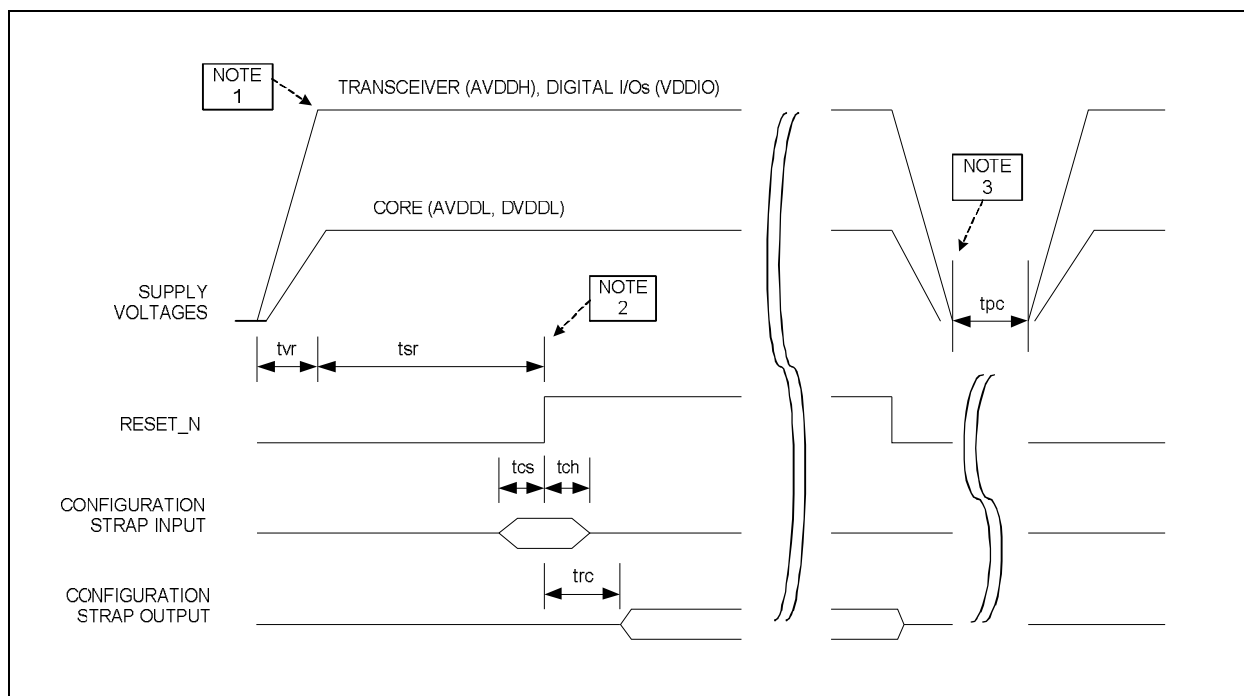 NOTE
1
TRANSCEIVER (AVDDH), DIGITAL I/Os (VDDIO)
NOTE
3
CORE (AVDDL, DVDDL)
SUPPLY
VOLTAGES
NOTE
2
tpc
tvr
tsr
RESET_N
tcs
tch
CONFIGURATION
STRAP INPUT
trc
CONFIGURATION
STRAP OUTPUT